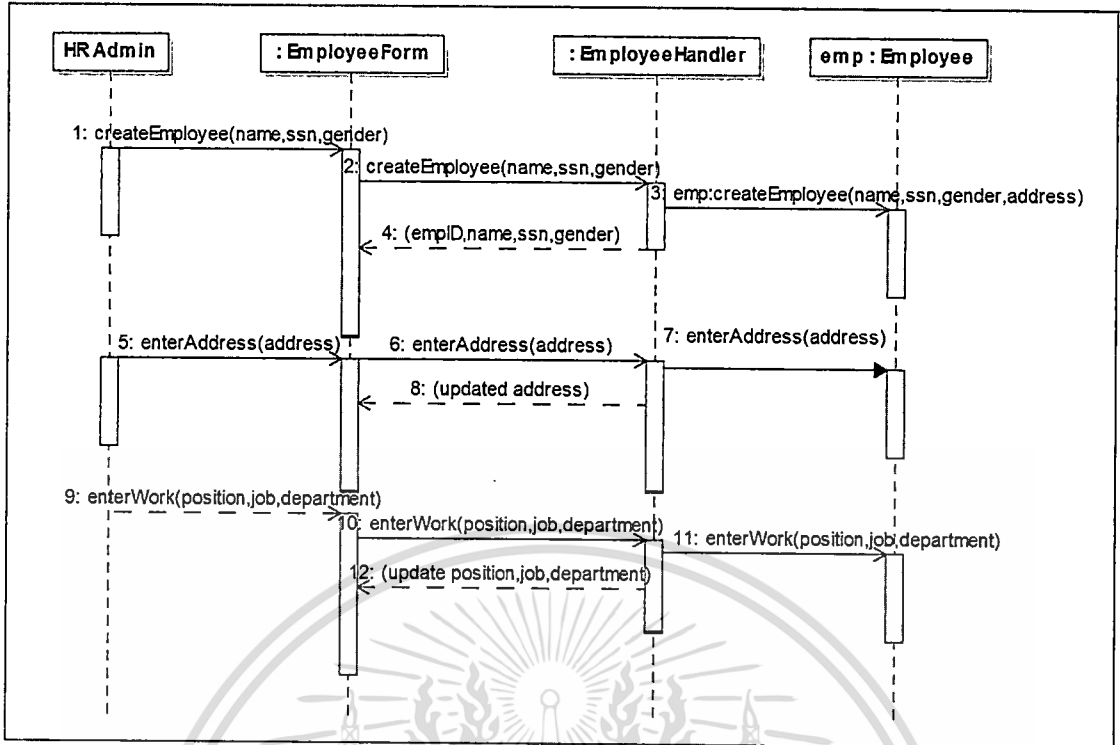 HRAdmin
: EmployeeForm
: EmployeeHandler
emp : Employee
1: createEmployee(name,ssn,gender)
2: createEmployee(name,ssn,gender)
3: emp:createEmployee(name,ssn,gender,address)
4: (empID,name,ssn,gender)
5: enterAddress(address)
6: enterAddress(address)
7: enterAddress(address)
8: (updated address)
9: enterWork(position,job,department)
10: enterWork(position,job,department)
11: enterWork(position,job,department)
12: (update position,job,department)